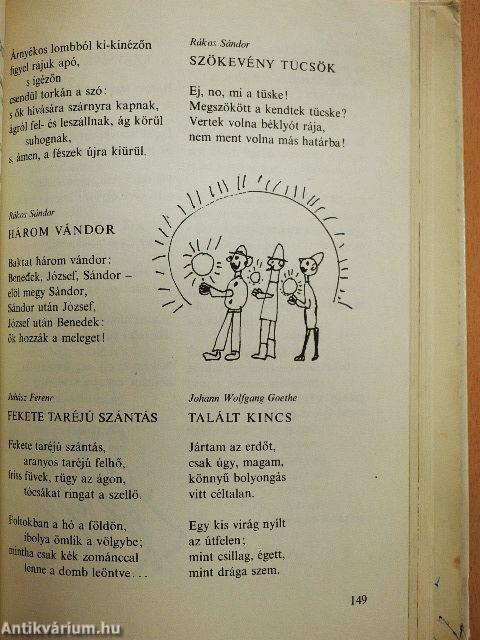 Árnyékos lombból ki-kinézőn
figyel rájuk apó,
s igézőn
csendül torkán a szó:
s ők hívására szárnyra kapnak,
ágról fel- és leszállnak, ág körül
suhognak,
s, ámen, a fészek újra kiürül.
Rákos Sándor
HÁROM VÁNDOR
Baktat három vándor:
Benedek, József, Sándor –
elöl megy Sándor,
Sándor után József,
József után Benedek:
ők hozzák a meleget!
Juhász Ferenc
FEKETE TARÉJÚ SZÁNTÁS
Fekete taréjú szántás,
aranyos taréjú felhő,
friss füvek, rügy az ágon,
tócsákat ringat a szellő.
Foltokban a hó a földön,
ibolya ömlik a völgybe;
mintha csak kék zománccal
lenne a domb leöntve...
Rákos Sándor
SZÖKEVÉNY TÜCSÖK
Ej, no, mi a tüske!
Megszökött a kendtek tücske?
Vertek volna béklyót rája,
nem ment volna más határba!
Johann Wolfgang Goethe
TALÁLT KINCS
Jártam az erdőt,
csak úgy, magam,
könnyű bolyongás
vitt céltalan.
Egy kis virág nyílt
az útfelen;
mint csillag, égett,
mint drága szem.
149
Antikvárium.hu